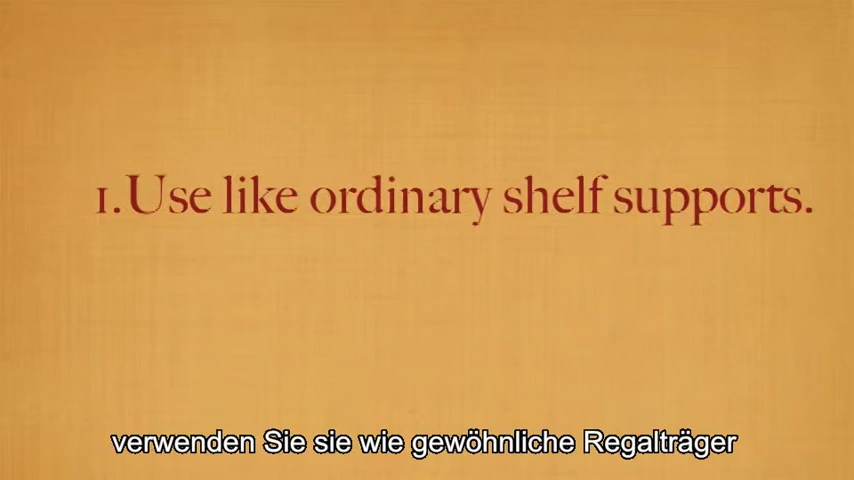 1.Use like ordinary shelf supports.
verwenden Sie sie wie gewöhnliche Regalträger